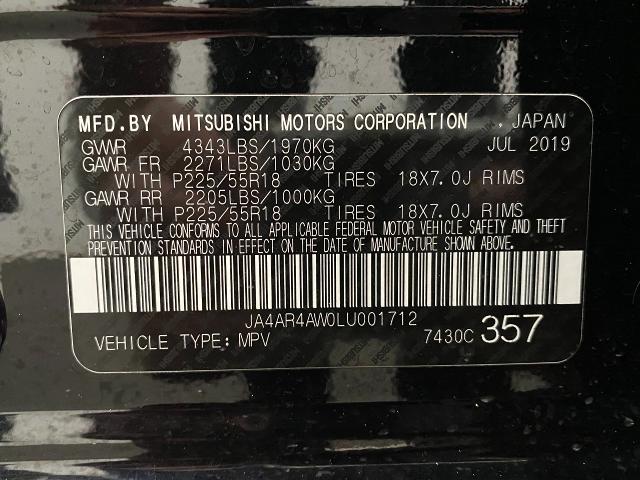 MFD.BY MITSUBISHI MOTORS CORPORATION , JAPAN
GVWR 4343LBS/1970KG JUL 2019
GAWR FR 2271LBS/1030KG
WITH P225/55R18 TIRES 18X7.0J RIMS
GAWR RR 2205LBS/1000KG
WITH P225/55R18 TIRES 18X7.0J RIMS
THIS VEHICLE CONFORMS TO ALL APPLICABLE FEDERAL MOTOR VEHICLE SAFETY AND THEFT
PREVENTION STANDARDS IN EFFECT ON THE DATE OF MANUFACTURE SHOWN ABOVE.
JA4AR4AW0LU001712
VEHICLE TYPE: MPV 7430C 357